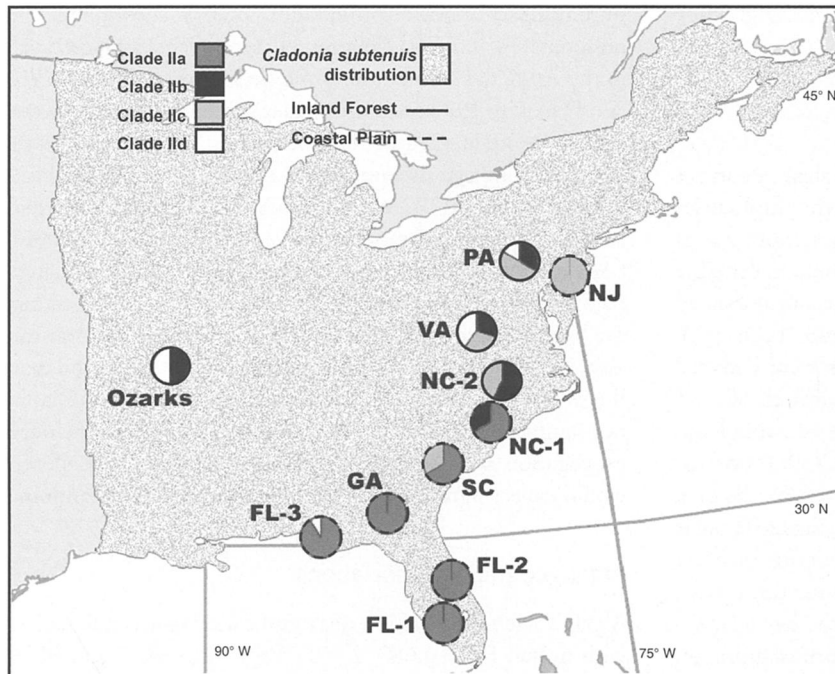 Clade IIa
Clade IIb
Clade IIc
Clade IId
Cladonia subtenuis
distribution
Inland Forest
Coastal Plain
45° N
PA
NJ
VA
NC-2
Ozarks
NC-1
SC
GA
FL-3
30° N
FL-2
FL-1
90° W
75° W